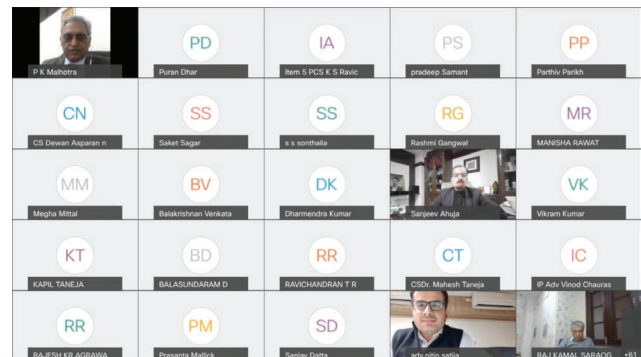 P K Malhotra
PD
Puran Dhar
IA
Item 5 PCS K S Ravic
PS
pradeep Samant
PP
Parthiv Parikh
CN
CS Dewan Asparan n
SS
Saket Sagar
SS
s s sonthalia
RG
Rashmi Gangwal
MR
MANISHA RAWAT
MM
Megha Mittal
BV
Balakrishnan Venkata
DK
Dharmendra Kumar
Sanjeev Ahuja
VK
Vikram Kumar
KT
KAPIL TANEJA
BD
BALASUNDARAM D
RR
RAVICHANDRAN T R
CT
CSDr. Mahesh Taneja
IC
IP Adv Vinod Chauras
RR
RAJESH KR AGRAWA
PM
Prasanta Mallick
SD
Sanjay Datta
adv nitin satija
RAJ KAMAL SARAOG